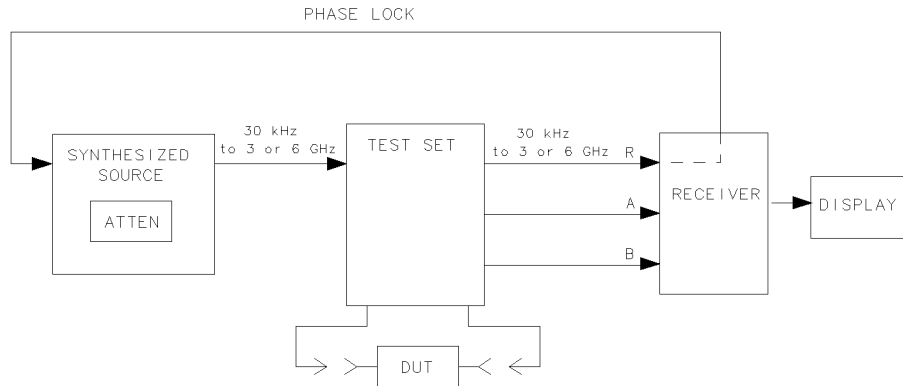 PHASE LOCK
30 kHz
to 3 or 6 GHz
30 kHz
to 3 or 6 GHz
SYNTHESIZED
SOURCE
ATTEN
TEST SET
R
A
B
RECEIVER
DISPLAY
DUT